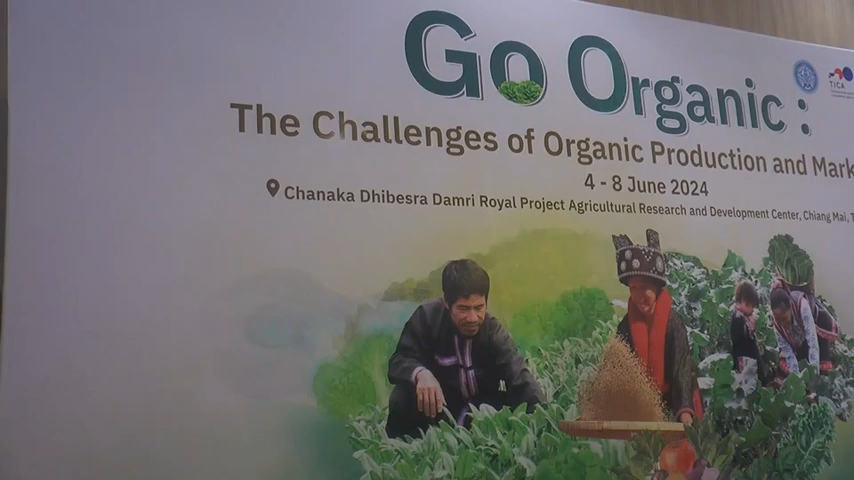 Go Organic :
The Challenges of Organic Production and Mark
4 - 8 June 2024
Chanaka Dhibesra Damri Royal Project Agricultural Research and Development Center, Chiang Mai, T
TICA